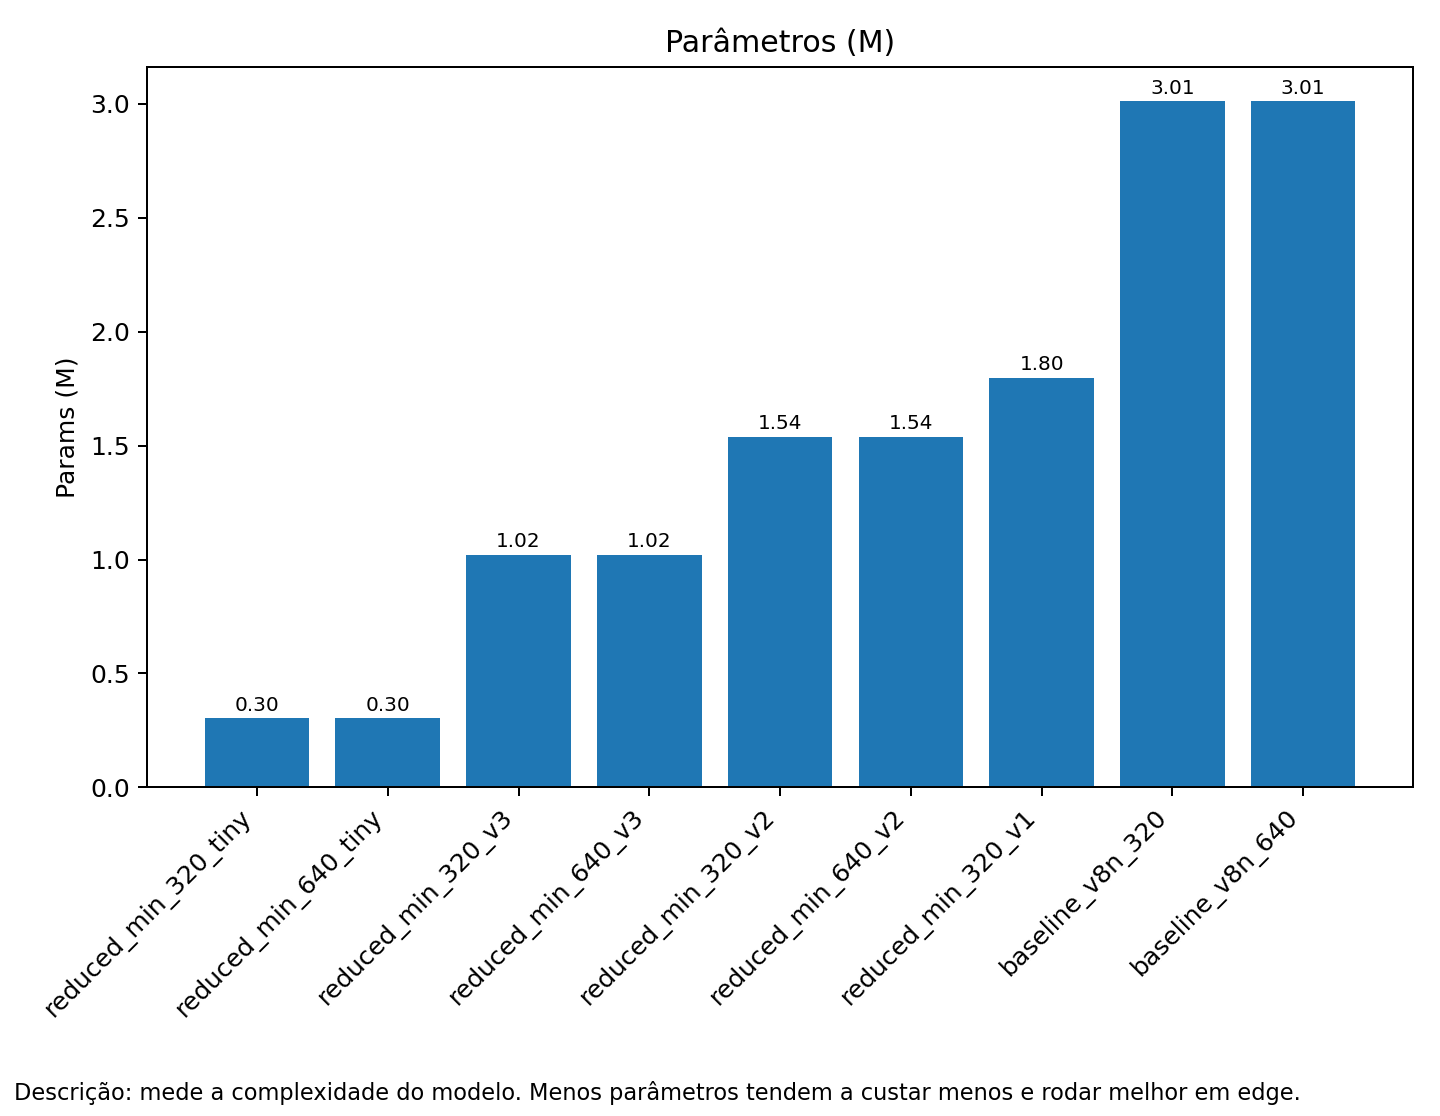 Parâmetros (M)
3.01 3.01
3.0
2.5
2.0
1.80
1.54 1.54
1.5
1.02 1.02
1.0
0.5
0.30 0.30
0.0
Params (M)
reduced_min_320_tiny
reduced_min_640_tiny
reduced_min_320_v3
reduced_min_640_v3
reduced_min_320_v2
reduced_min_640_v2
reduced_min_320_v1
baseline_v8n_320
baseline_v8n_640
Descrição: mede a complexidade do modelo. Menos parâmetros tendem a custar menos e rodar melhor em edge.